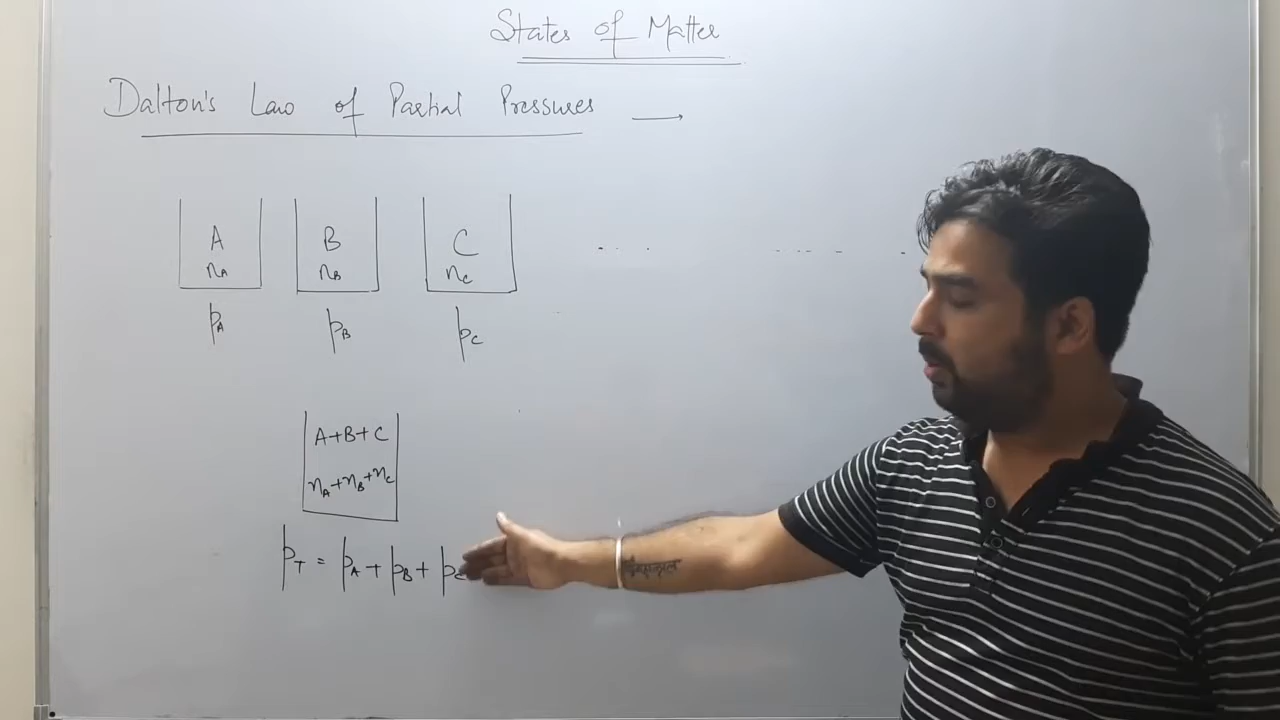 States of Matter
Dalton's Law of Partial Pressures →
A B C .... .....
nA nB nC
pA pB pC
A+B+C
nA+nB+nC
pT = pA + pB + pC